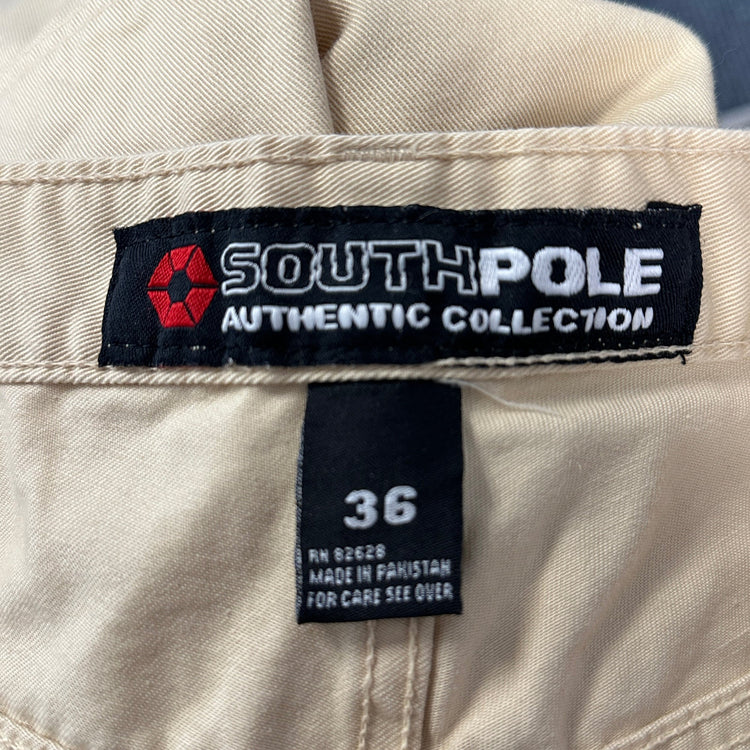 SOUTHPOLE
AUTHENTIC COLLECTION
36
RN 82628
MADE IN PAKISTAN
FOR CARE SEE OVER